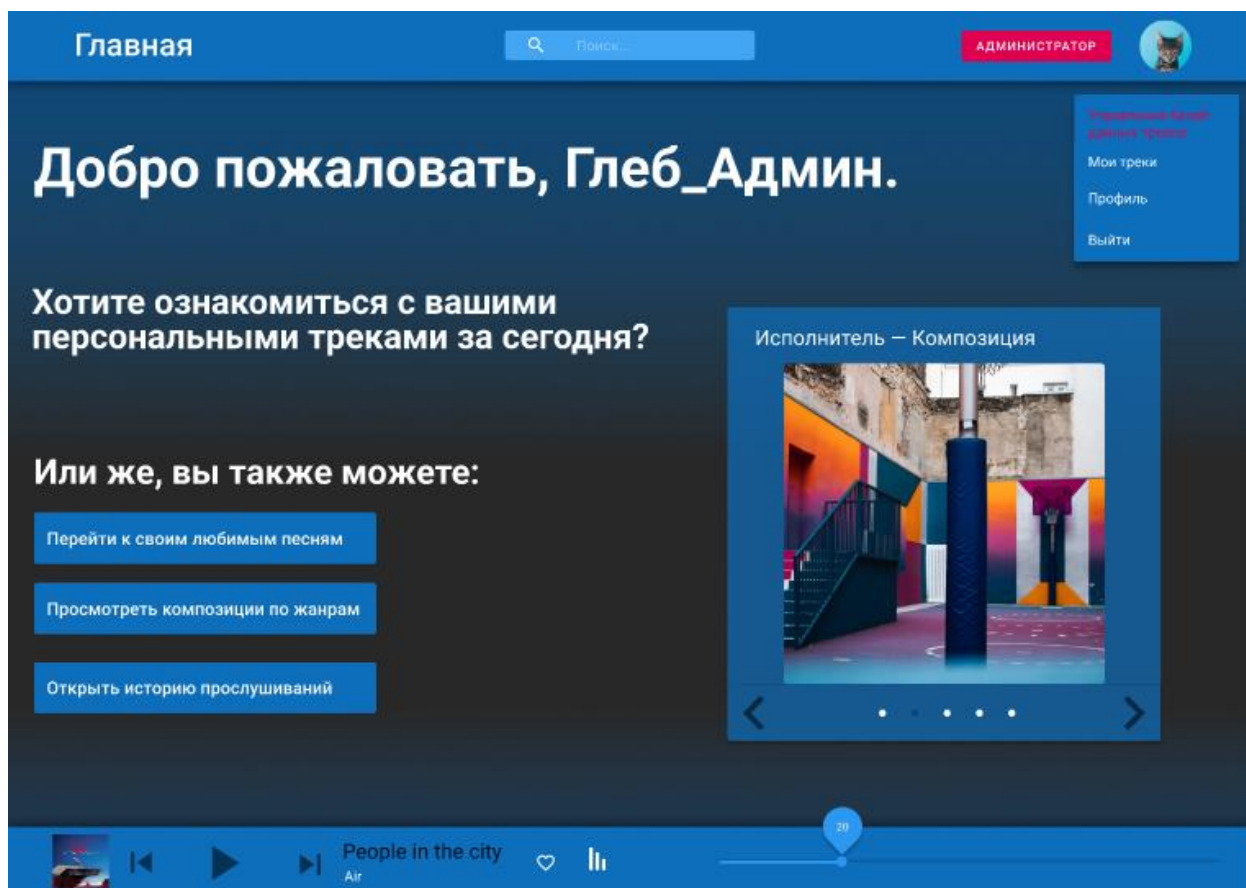 Главная
Поиск...
АДМИНИСТРАТОР
данных треков
Мои треки
Профиль
Выйти
Добро пожаловать, Глеб_Админ.
Хотите ознакомиться с вашими
персональными треками за сегодня?
Исполнитель — Композиция
Или же, вы также можете:
Перейти к своим любимым песням
Просмотреть композиции по жанрам
Открыть историю прослушиваний
20
People in the city
Air